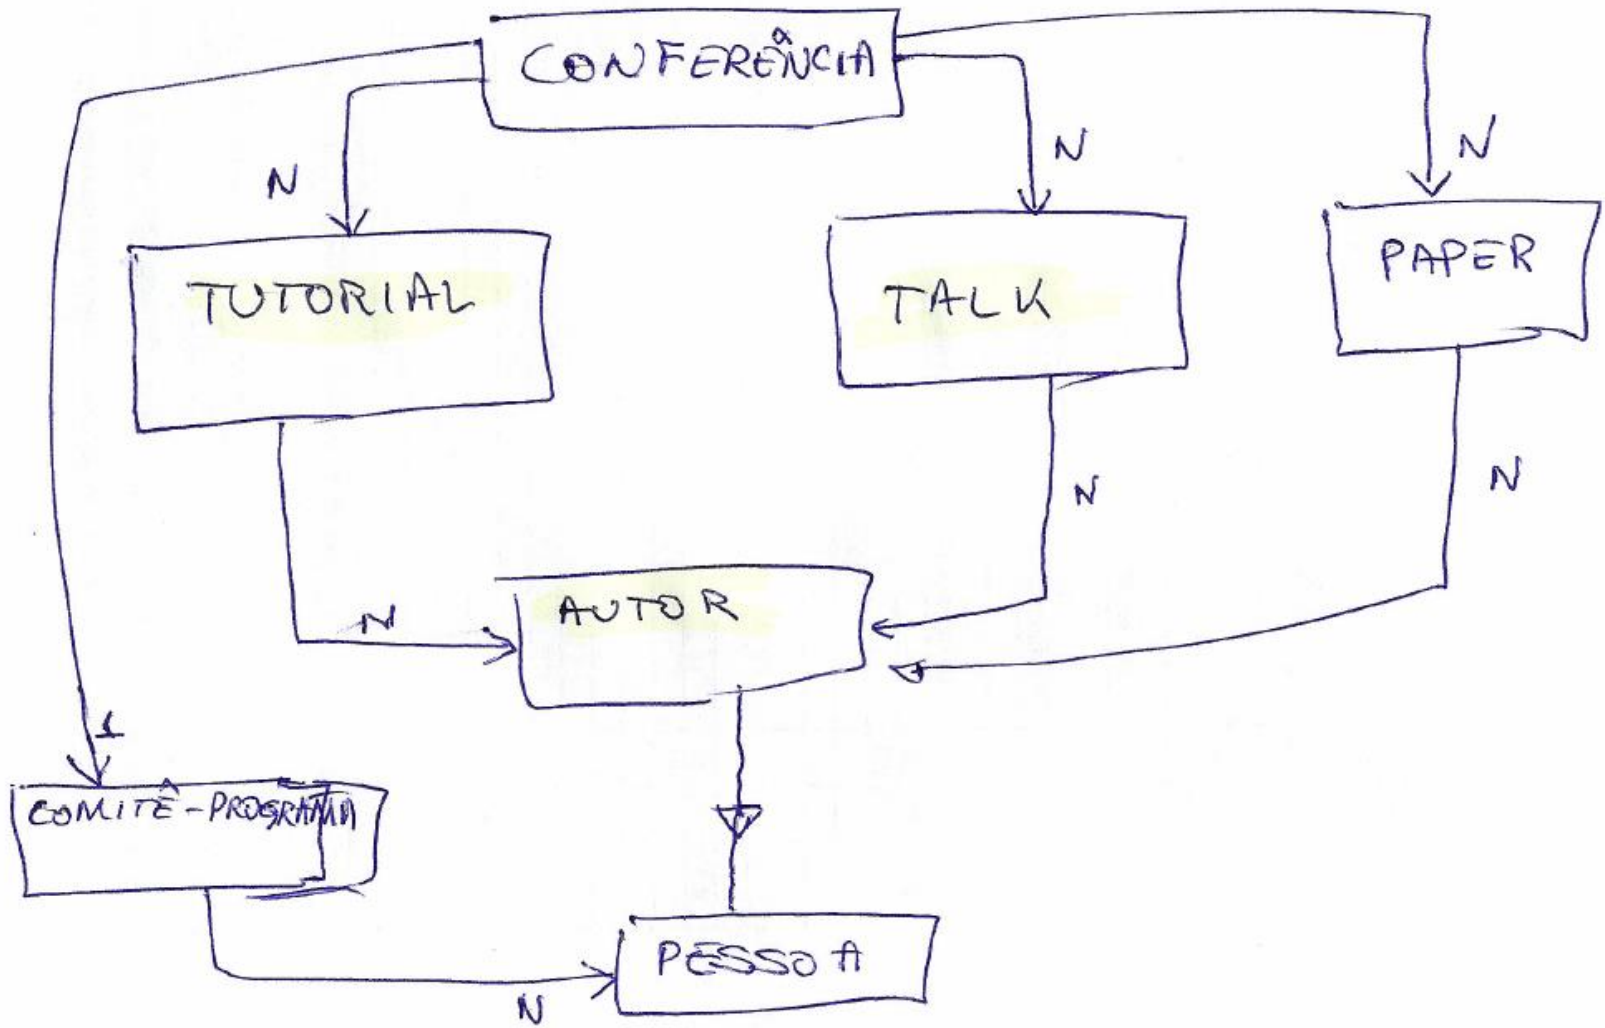 CONFERÊNCIA
N
N
N
TUTORIAL
TALK
PAPER
N
N
N
AUTOR
1
COMITÊ-PROGRAMA
PESSOA
N